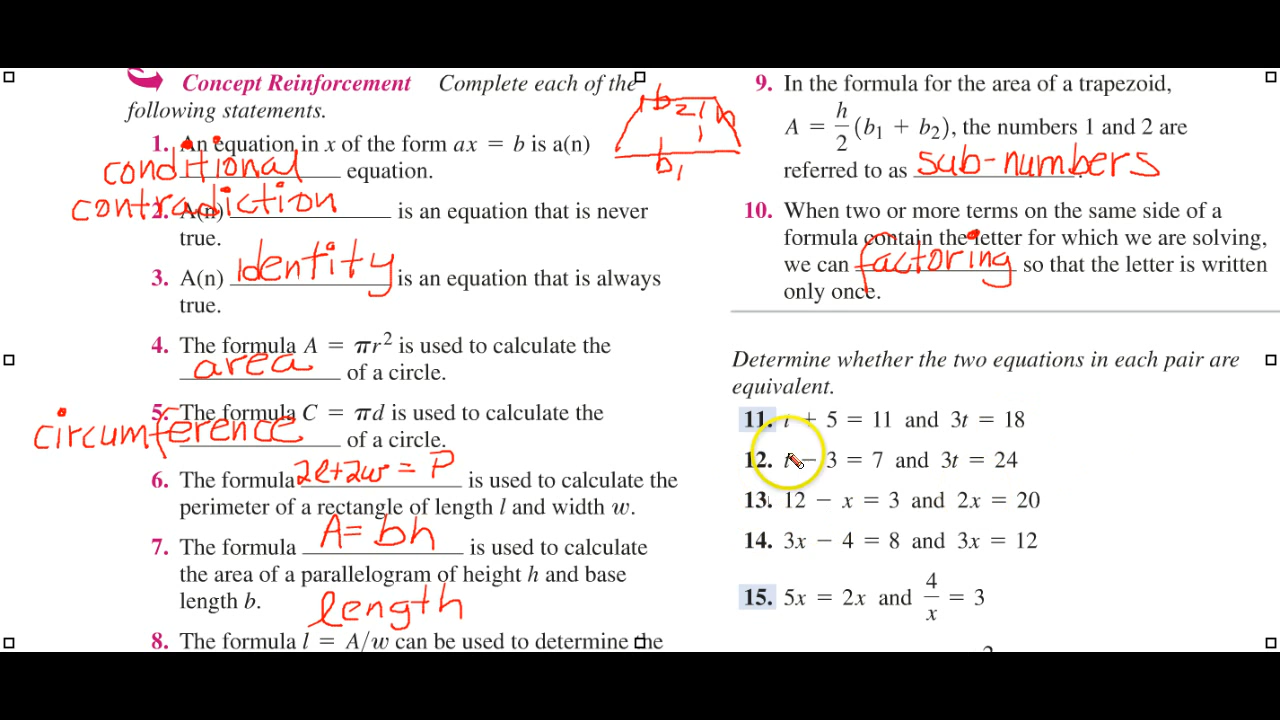 Concept Reinforcement Complete each of the
following statements.
1. An equation in x of the form ax = b is a(n)
conditional equation.
contradiction
2. A(n) is an equation that is never
true.
3. A(n) identity is an equation that is always
true.
4. The formula A = πr² is used to calculate the
area of a circle.
5. The formula C = πd is used to calculate the
circumference of a circle.
6. The formula 2l+2w = P is used to calculate the
perimeter of a rectangle of length l and width w.
7. The formula A = bh is used to calculate
the area of a parallelogram of height h and base
length b.
length
8. The formula l = A/w can be used to determine the
b2 h
b1
9. In the formula for the area of a trapezoid,
A = h/2 (b₁ + b₂), the numbers 1 and 2 are
referred to as sub-numbers.
10. When two or more terms on the same side of a
formula contain the letter for which we are solving,
we can factoring so that the letter is written
only once.
Determine whether the two equations in each pair are
equivalent.
11. t + 5 = 11 and 3t = 18
12. t − 3 = 7 and 3t = 24
13. 12 − x = 3 and 2x = 20
14. 3x − 4 = 8 and 3x = 12
15. 5x = 2x and 4/x = 3